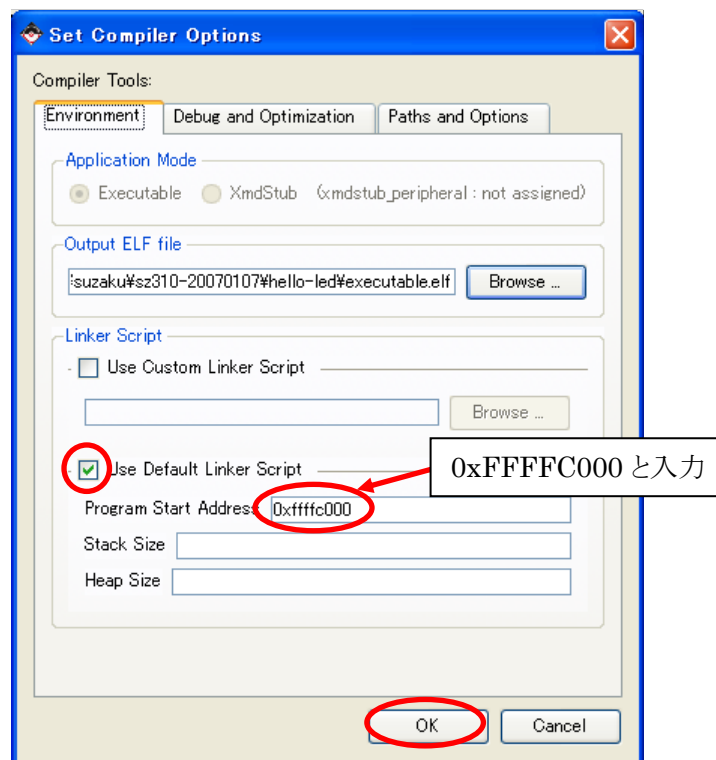 Set Compiler Options
Compiler Tools:
Environment Debug and Optimization Paths and Options
Application Mode
Executable XmdStub (xmdstub_peripheral : not assigned)
Output ELF file
suzaku¥sz310-20070107¥hello-led¥executable.elf Browse ...
Linker Script
Use Custom Linker Script
Browse ...
Use Default Linker Script
0xFFFFC000 と入力
Program Start Address 0xffffc000
Stack Size
Heap Size
OK Cancel